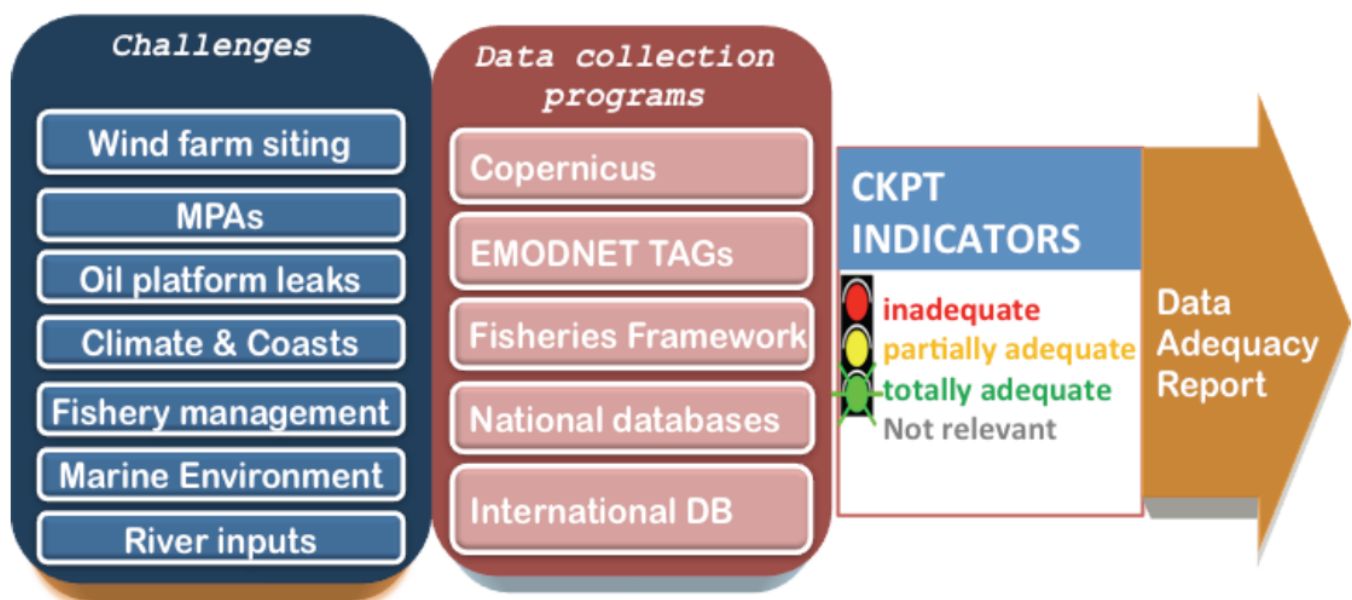 Challenges
Wind farm siting
MPAs
Oil platform leaks
Climate & Coasts
Fishery management
Marine Environment
River inputs
Data collection
programs
Copernicus
EMODNET TAGs
Fisheries Framework
National databases
International DB
CKPT
INDICATORS
inadequate
partially adequate
totally adequate
Not relevant
Data
Adequacy
Report